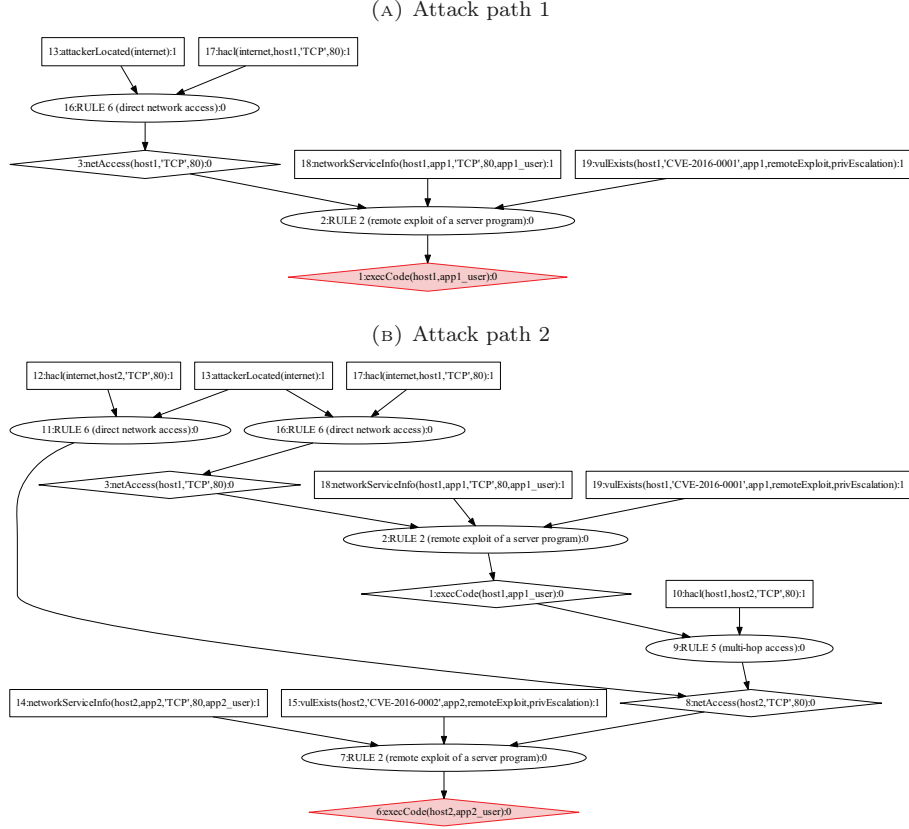 (A) Attack path 1
13:attackerLocated(internet):1
17:hacl(internet,host1,'TCP',80):1
16:RULE 6 (direct network access):0
3:netAccess(host1,'TCP',80):0
18:networkServiceInfo(host1,app1,'TCP',80,app1_user):1
19:vulExists(host1,'CVE-2016-0001',app1,remoteExploit,privEscalation):1
2:RULE 2 (remote exploit of a server program):0
1:execCode(host1,app1_user):0
(B) Attack path 2
12:hacl(internet,host2,'TCP',80):1
13:attackerLocated(internet):1
17:hacl(internet,host1,'TCP',80):1
11:RULE 6 (direct network access):0
16:RULE 6 (direct network access):0
3:netAccess(host1,'TCP',80):0
18:networkServiceInfo(host1,app1,'TCP',80,app1_user):1
19:vulExists(host1,'CVE-2016-0001',app1,remoteExploit,privEscalation):1
2:RULE 2 (remote exploit of a server program):0
1:execCode(host1,app1_user):0
10:hacl(host1,host2,'TCP',80):1
9:RULE 5 (multi-hop access):0
14:networkServiceInfo(host2,app2,'TCP',80,app2_user):1
15:vulExists(host2,'CVE-2016-0002',app2,remoteExploit,privEscalation):1
8:netAccess(host2,'TCP',80):0
7:RULE 2 (remote exploit of a server program):0
6:execCode(host2,app2_user):0